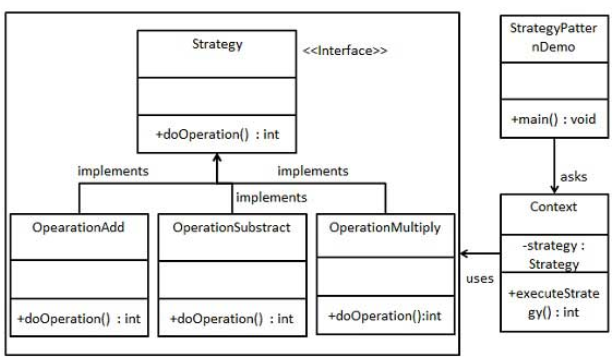 Strategy
<<Interface>>
+doOperation() : int
StrategyPatter
nDemo
+main() : void
implements
implements
implements
asks
OpearationAdd
+doOperation() : int
OperationSubstract
+doOperation() : int
OperationMultiply
+doOperation():int
uses
Context
-strategy :
Strategy
+executeStrate
gy() : int